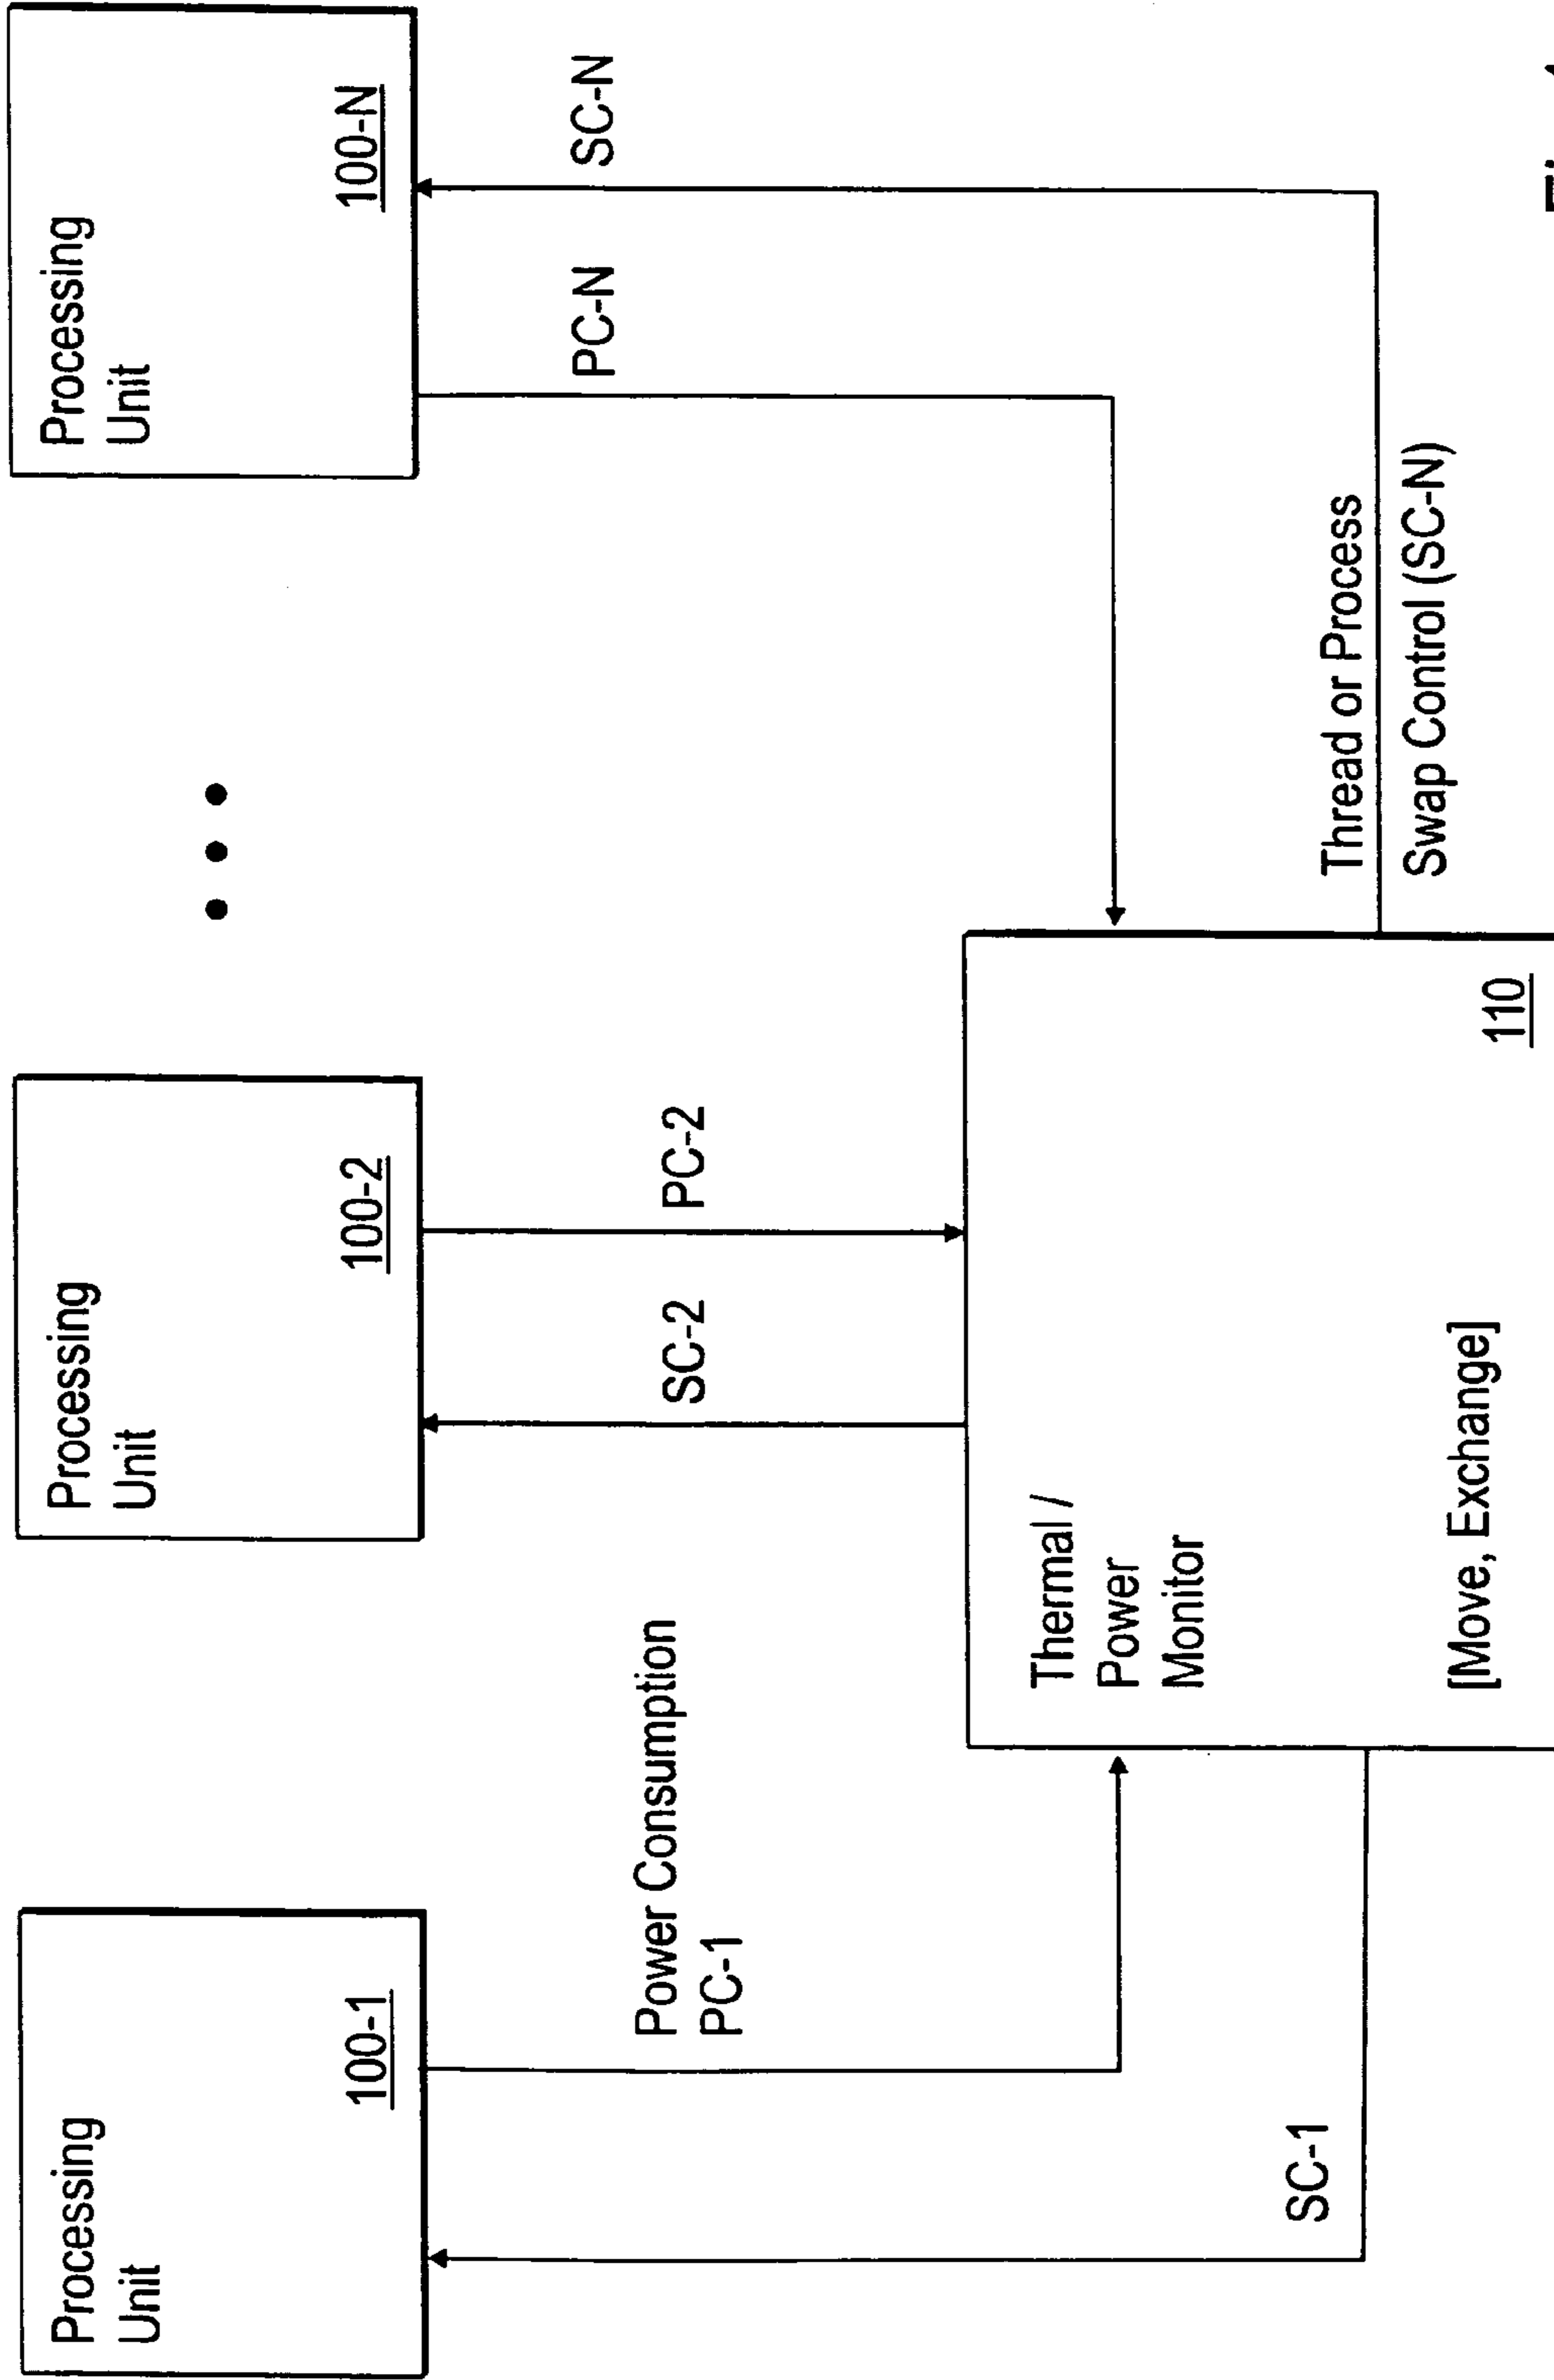 Processing
Unit
100-1
Processing
Unit
100-2
Processing
Unit
100-N
Power Consumption
PC-1
SC-1
SC-2
PC-2
PC-N
SC-N
Thermal /
Power
Monitor
[Move, Exchange]
110
Thread or Process
Swap Control (SC-N)